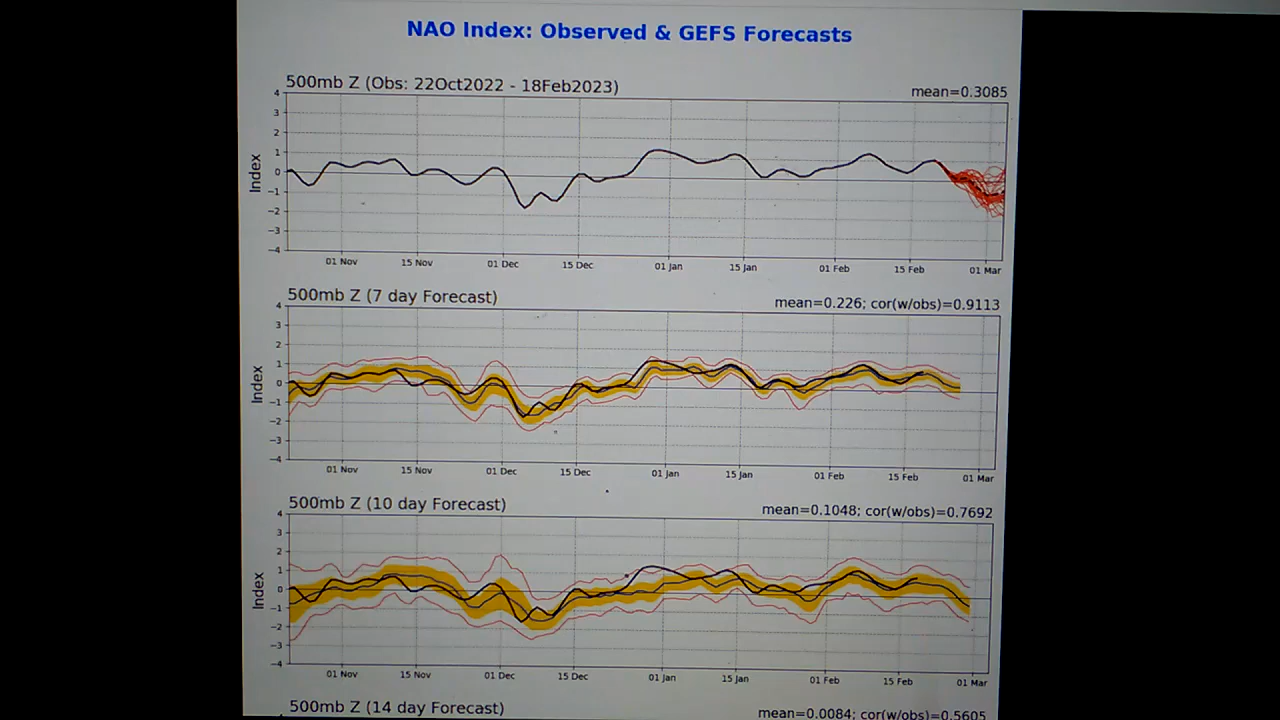 NAO Index: Observed & GEFS Forecasts
500mb Z (Obs: 22Oct2022 - 18Feb2023)
mean=0.3085
4
3
2
1
0
−1
−2
−3
−4
Index
01 Nov 15 Nov 01 Dec 15 Dec 01 Jan 15 Jan 01 Feb 15 Feb 01 Mar
500mb Z (7 day Forecast)
mean=0.226; cor(w/obs)=0.9113
4
3
2
1
0
−1
−2
−3
−4
Index
01 Nov 15 Nov 01 Dec 15 Dec 01 Jan 15 Jan 01 Feb 15 Feb 01 Mar
500mb Z (10 day Forecast)
mean=0.1048; cor(w/obs)=0.7692
4
3
2
1
0
−1
−2
−3
−4
Index
01 Nov 15 Nov 01 Dec 15 Dec 01 Jan 15 Jan 01 Feb 15 Feb 01 Mar
500mb Z (14 day Forecast)
mean=0.0084; cor(w/obs)=0.5605